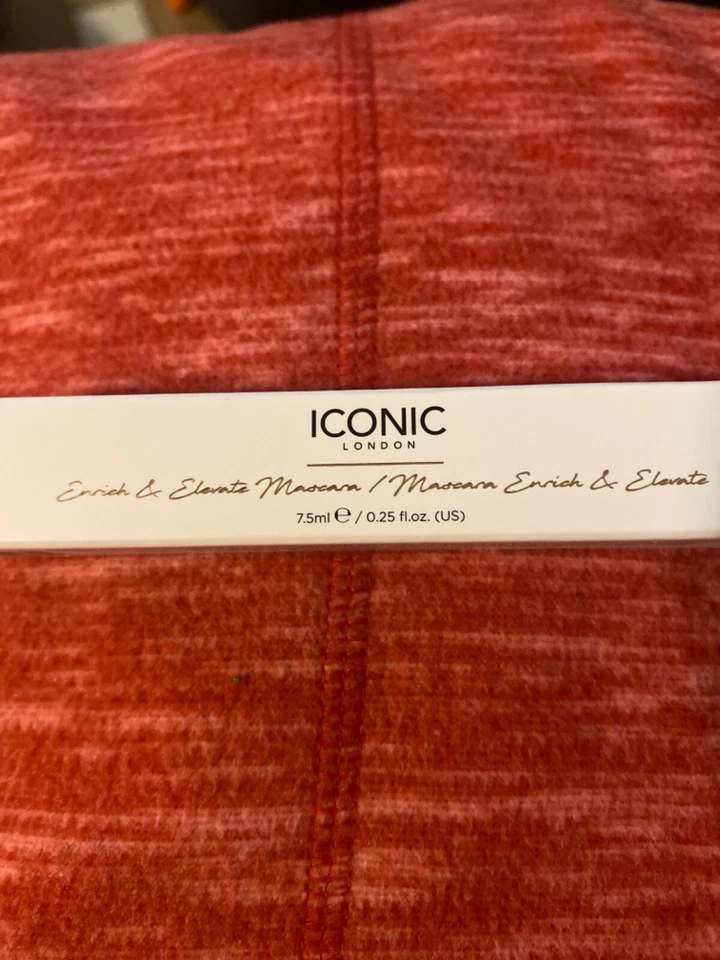 ICONIC
LONDON
Enrich & Elevate Mascara / Mascara Enrich & Elevate
7.5ml ℮ / 0.25 fl.oz. (US)